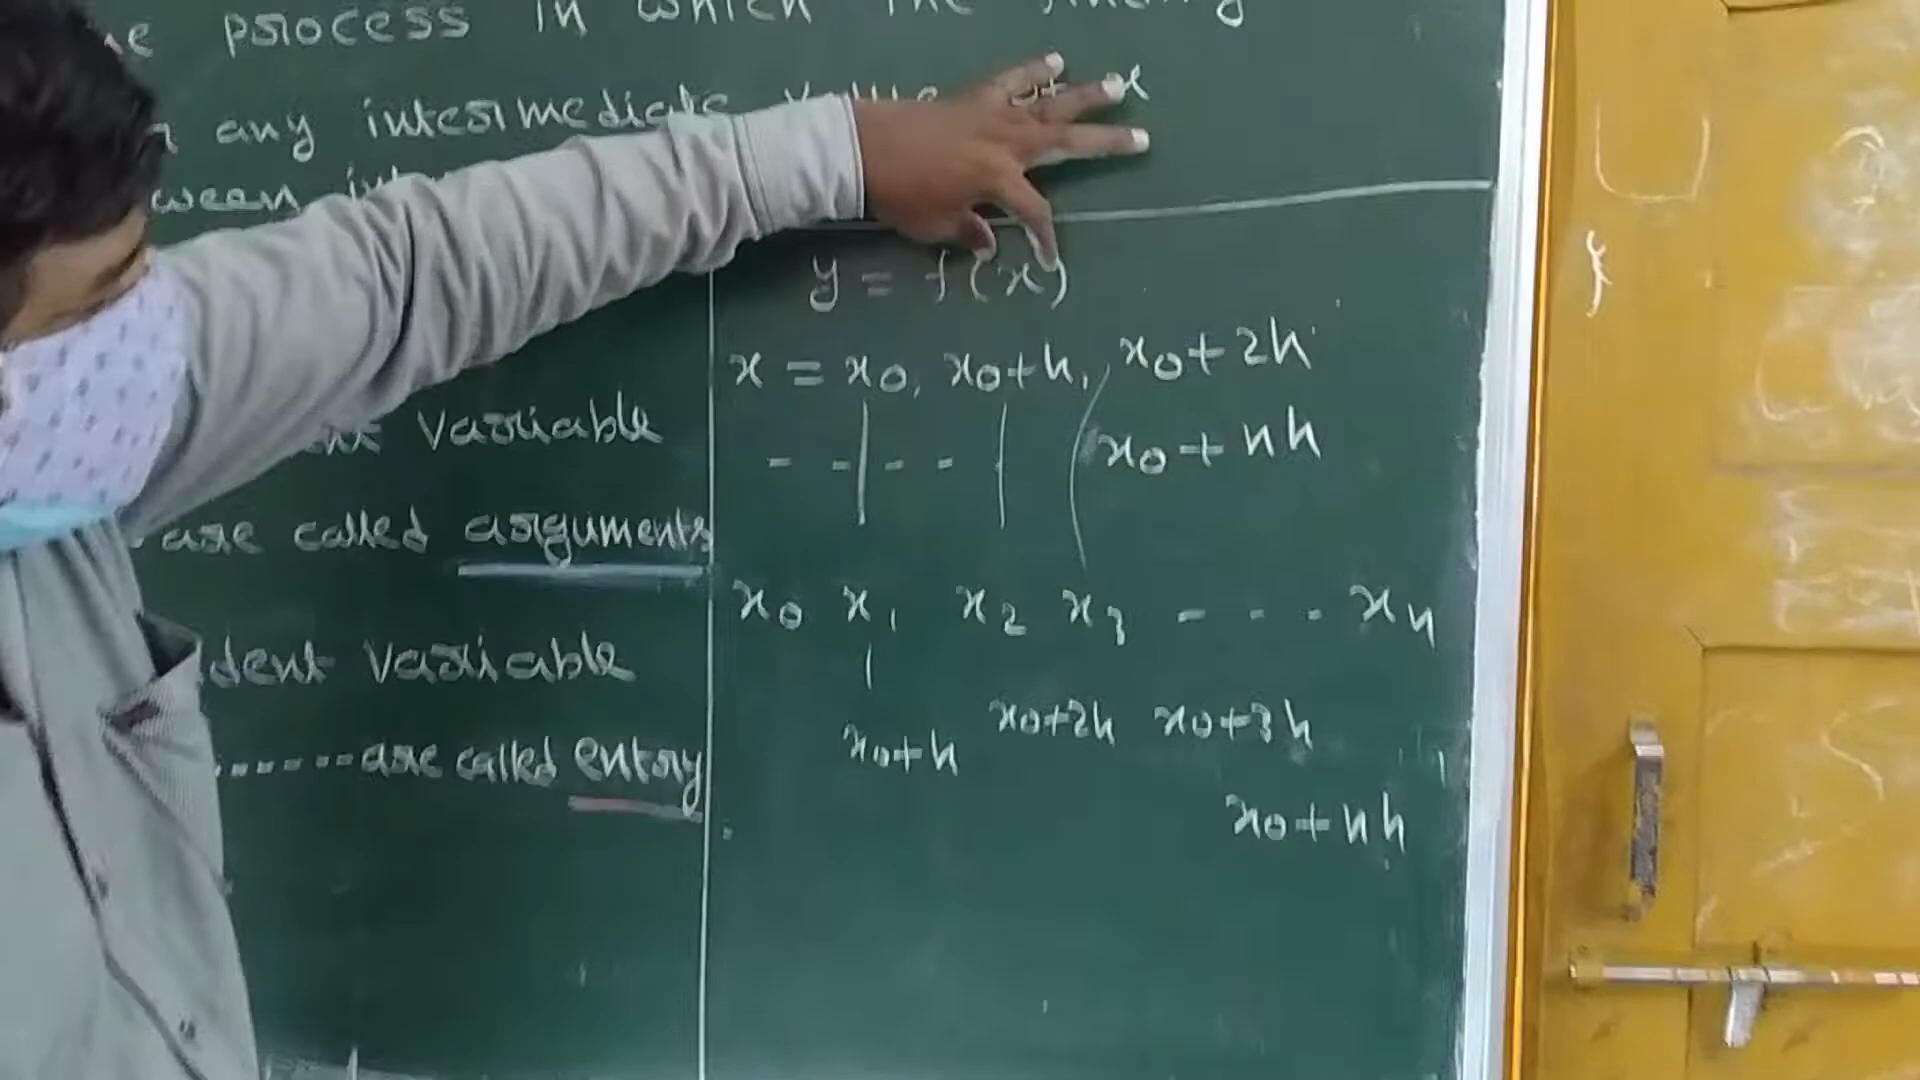 process in which the
any intermediate value of x
ween
variable
are called arguments
dent variable
------are called entry
y = f(x)
x = x0, x0+h, x0+2h
---- x0+nh
x0 x1 x2 x3 --- xn
x0+h x0+2h x0+3h
x0+nh